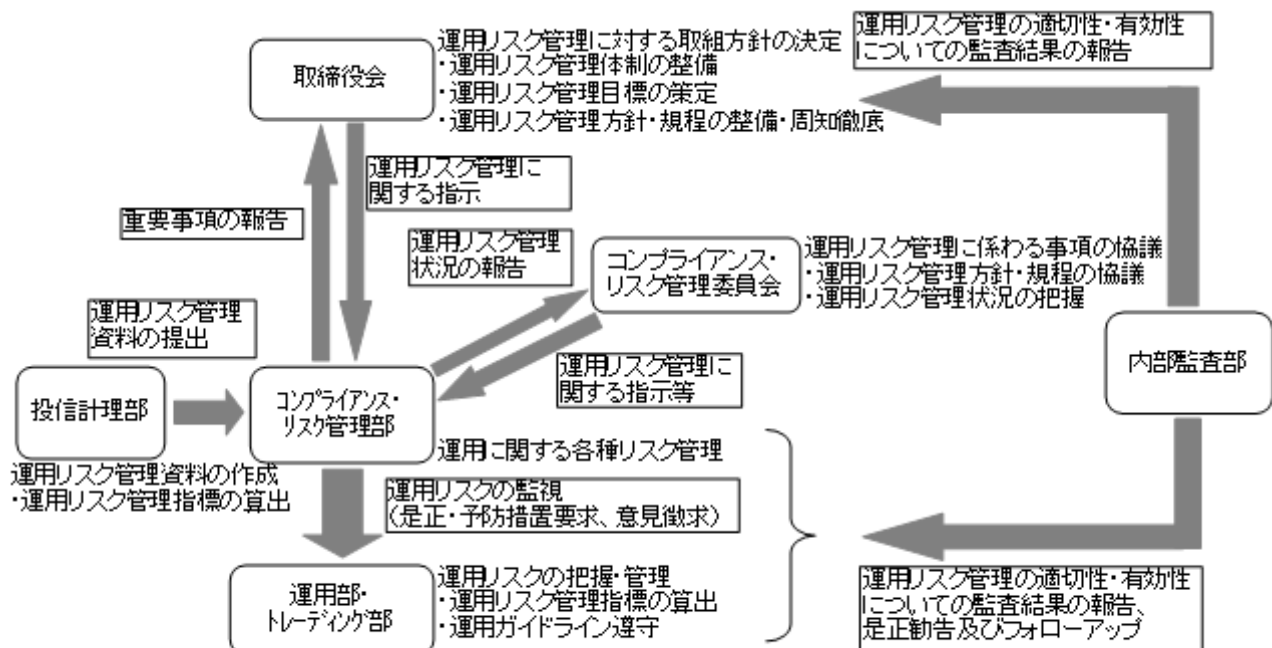 運用リスク管理に対する取組方針の決定
・運用リスク管理体制の整備
・運用リスク管理目標の策定
・運用リスク管理方針・規程の整備・周知徹底
取締役会
運用リスク管理の適切性・有効性
についての監査結果の報告
運用リスク管理に
関する指示
重要事項の報告
運用リスク管理
状況の報告
コンプライアンス・
リスク管理委員会
運用リスク管理に係わる事項の協議
・運用リスク管理方針・規程の協議
・運用リスク管理状況の把握
運用リスク管理
資料の提出
内部監査部
運用リスク管理に
関する指示等
投信計理部
コンプライアンス・
リスク管理部
運用に関する各種リスク管理
運用リスク管理資料の作成
・運用リスク管理指標の算出
運用リスクの監視
(是正・予防措置要求、意見徴求)
運用部・
トレーディング部
運用リスクの把握・管理
・運用リスク管理指標の算出
・運用ガイドライン遵守
運用リスク管理の適切性・有効性
についての監査結果の報告、
是正勧告及びフォローアップ